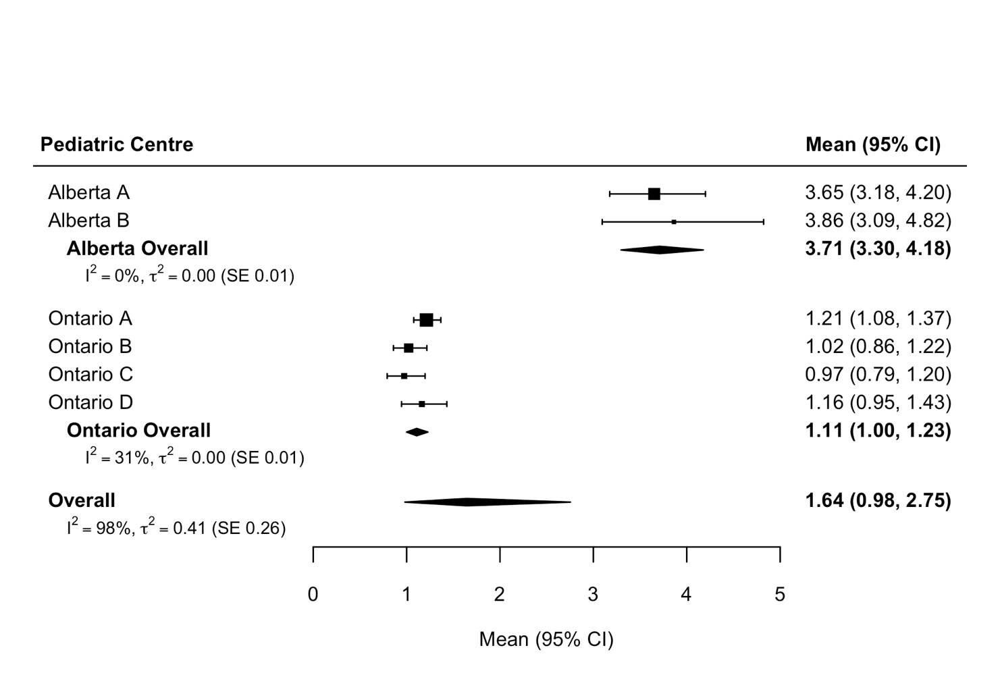 Pediatric Centre Mean (95% CI)
Alberta A 3.65 (3.18, 4.20)
Alberta B 3.86 (3.09, 4.82)
Alberta Overall 3.71 (3.30, 4.18)
I² = 0%, τ² = 0.00 (SE 0.01)
Ontario A 1.21 (1.08, 1.37)
Ontario B 1.02 (0.86, 1.22)
Ontario C 0.97 (0.79, 1.20)
Ontario D 1.16 (0.95, 1.43)
Ontario Overall 1.11 (1.00, 1.23)
I² = 31%, τ² = 0.00 (SE 0.01)
Overall 1.64 (0.98, 2.75)
I² = 98%, τ² = 0.41 (SE 0.26)
0 1 2 3 4 5
Mean (95% CI)